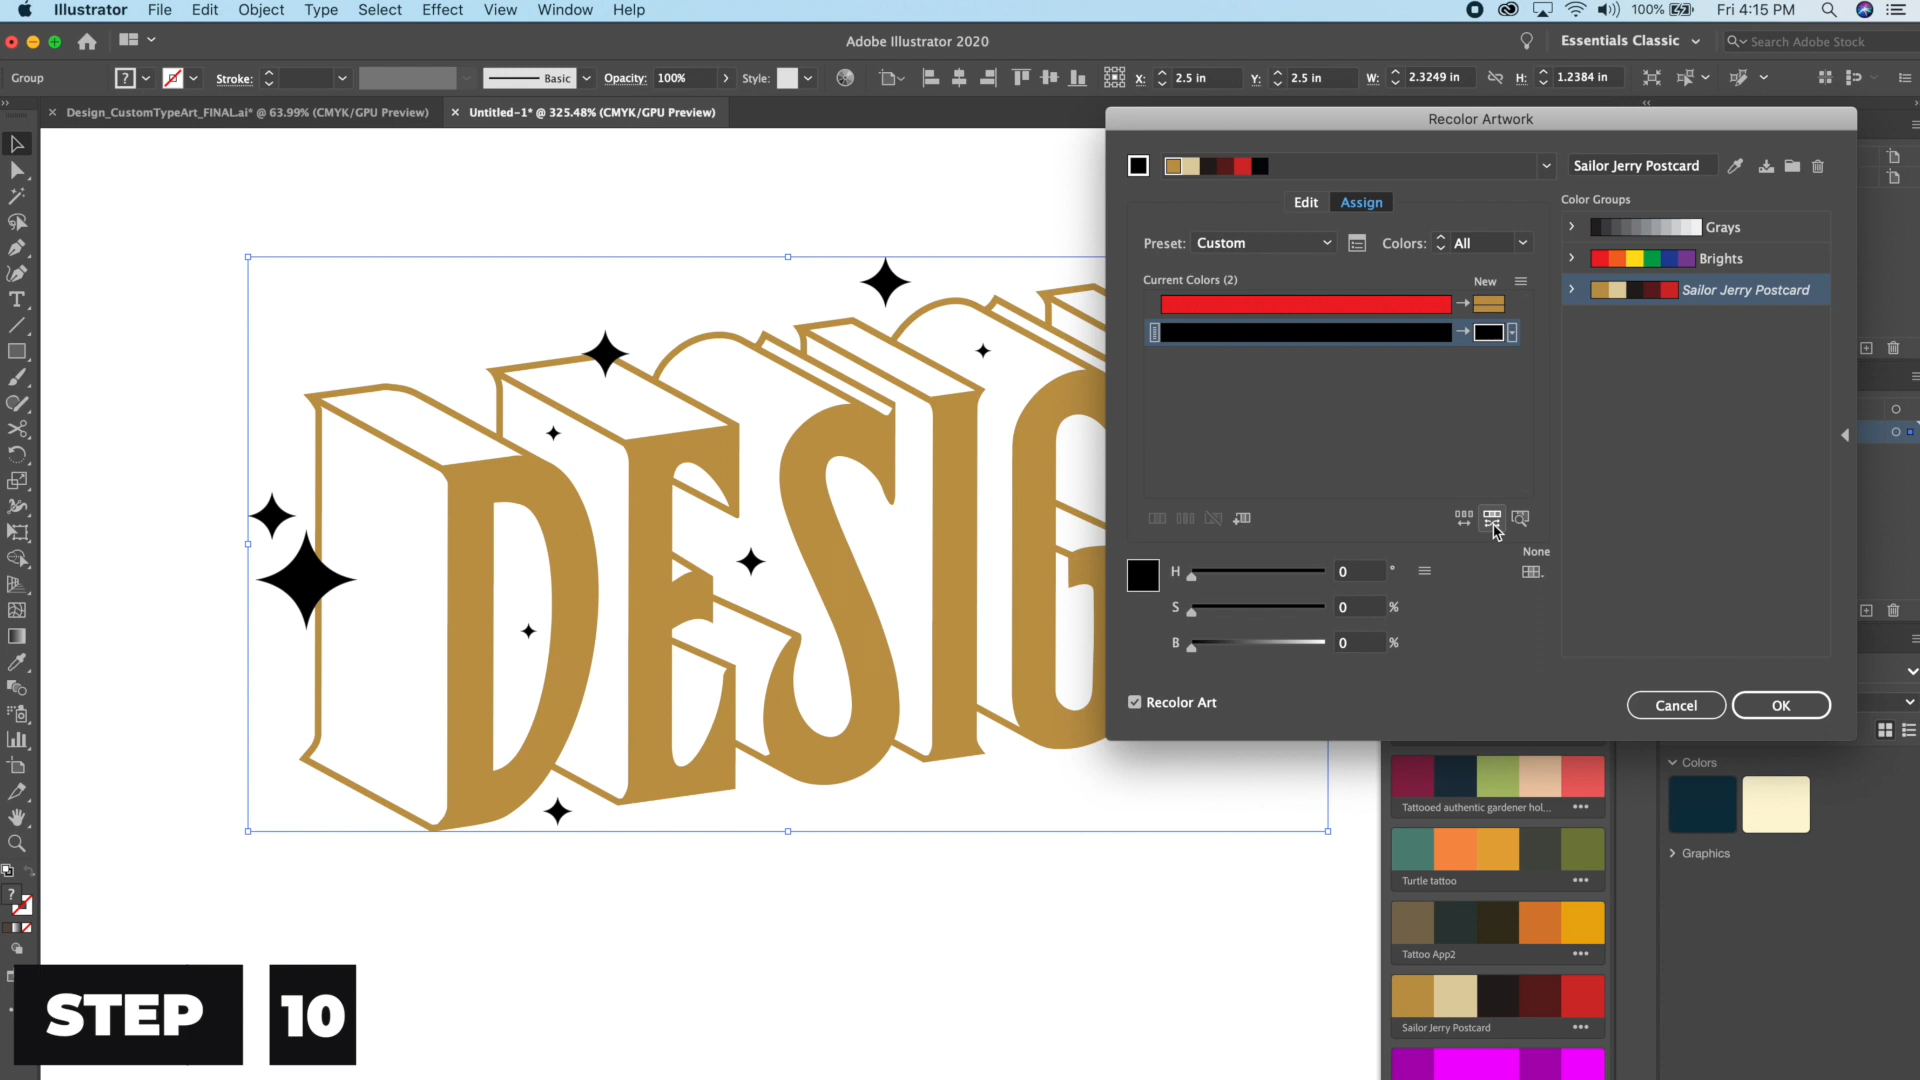 Illustrator File Edit Object Type Select Effect View Window Help 100% Fri 4:15 PM
Adobe Illustrator 2020 Essentials Classic Search Adobe Stock
Group ? Stroke: Basic Opacity: 100% Style: X: 2.5 in Y: 2.5 in W: 2.3249 in H: 1.2384 in
× Design_CustomTypeArt_FINAL.ai* @ 63.99% (CMYK/GPU Preview) × Untitled-1* @ 325.48% (CMYK/GPU Preview)
Recolor Artwork
Sailor Jerry Postcard
Edit Assign
Color Groups
Preset: Custom Colors: All
Grays
Brights
Sailor Jerry Postcard
Current Colors (2) New
DESIG
None
H 0 °
S 0 %
B 0 %
Recolor Art
Cancel OK
Colors
Tattooed authentic gardener hol...
Graphics
Turtle tattoo
Tattoo App2
Sailor Jerry Postcard
?
STEP 10